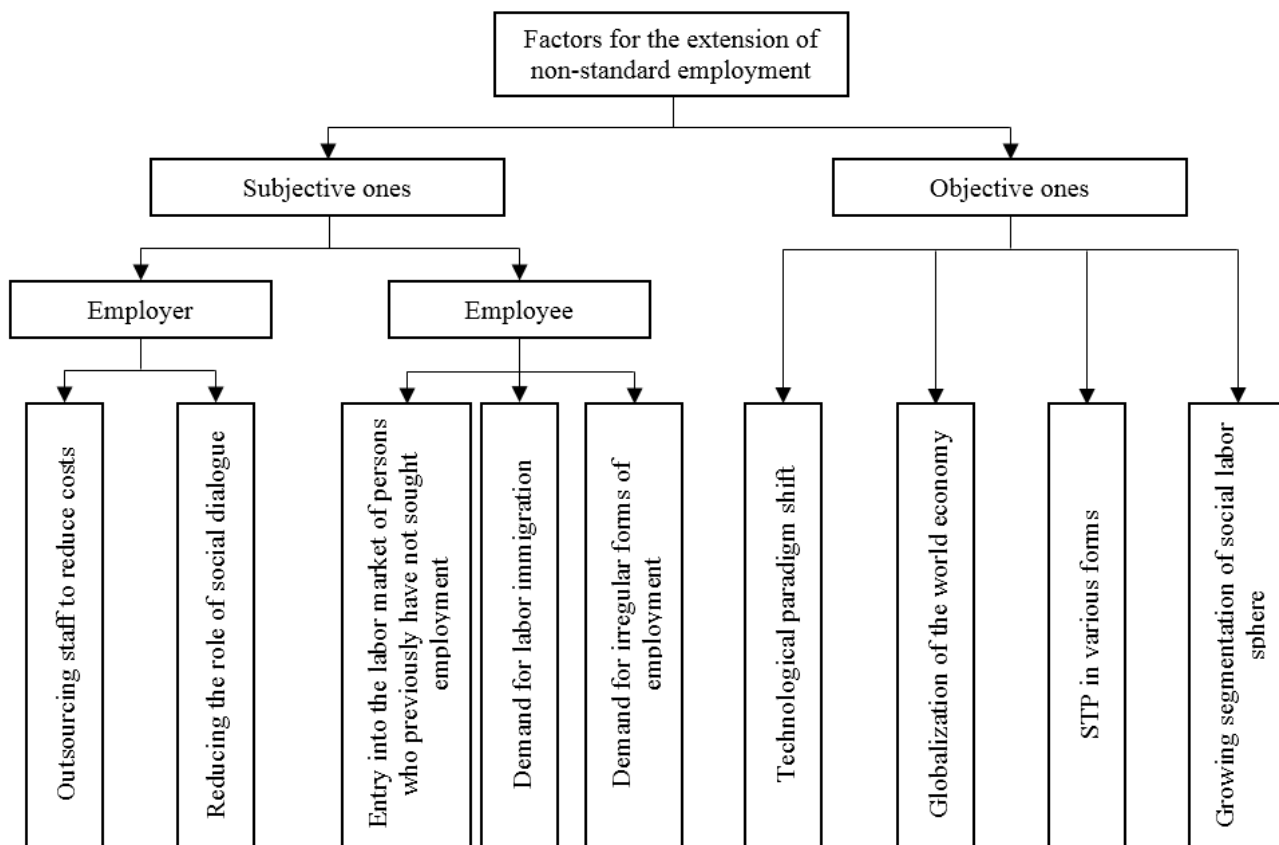 Factors for the extension of
non-standard employment
Subjective ones
Objective ones
Employer
Employee
Outsourcing staff to reduce costs
Reducing the role of social dialogue
Entry into the labor market of persons
who previously have not sought
employment
Demand for labor immigration
Demand for irregular forms of
employment
Technological paradigm shift
Globalization of the world economy
STP in various forms
Growing segmentation of social labor
sphere